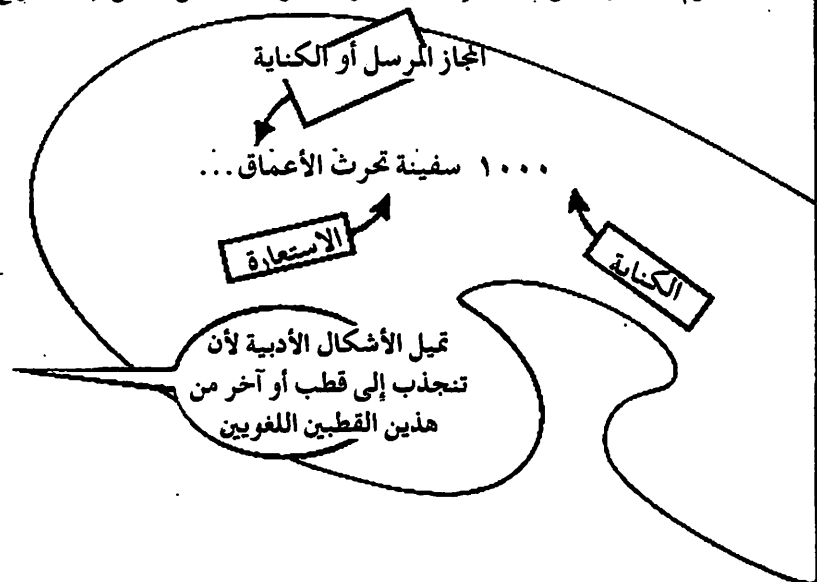 المجاز المرسل أو الكناية
١٠٠٠ سفينة تحرث الأعماق...
الاستعارة
الكناية
تميل الأشكال الأدبية لأن
تنجذب إلى قطب أو آخر من
هذين القطبين اللغويين